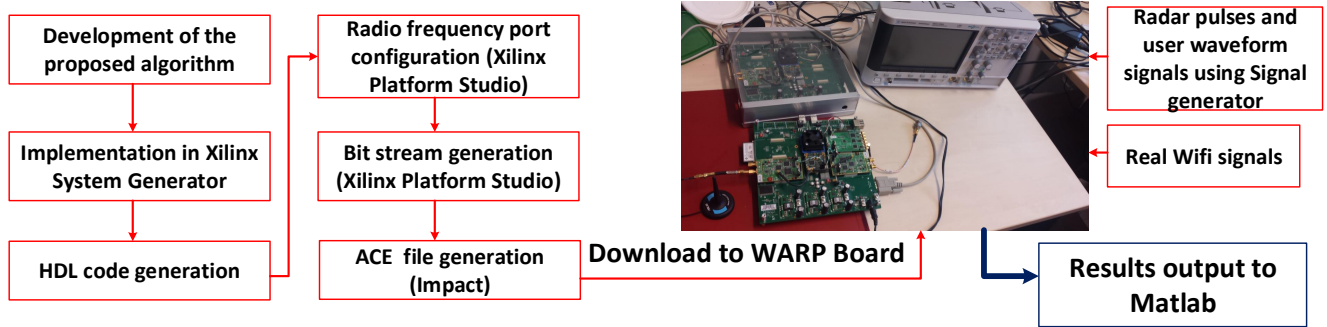 Development of the
proposed algorithm
Implementation in Xilinx
System Generator
HDL code generation
Radio frequency port
configuration (Xilinx
Platform Studio)
Bit stream generation
(Xilinx Platform Studio)
ACE file generation
(Impact)
Download to WARP Board
Radar pulses and
user waveform
signals using Signal
generator
Real Wifi signals
Results output to
Matlab